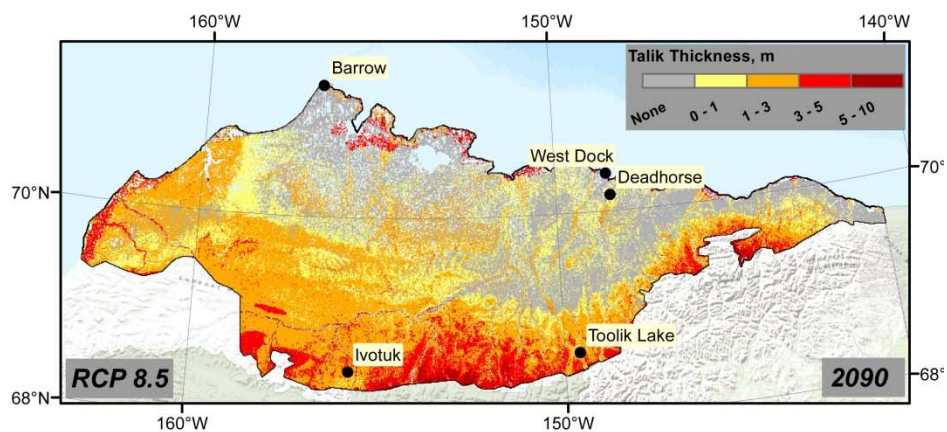 160°W 150°W 140°W
Talik Thickness, m
None 0 - 1 1 - 3 3 - 5 5 - 10
Barrow
West Dock
70°N 70°N
Deadhorse
Toolik Lake
Ivotuk
RCP 8.5 2090
68°N 68°N
160°W 150°W